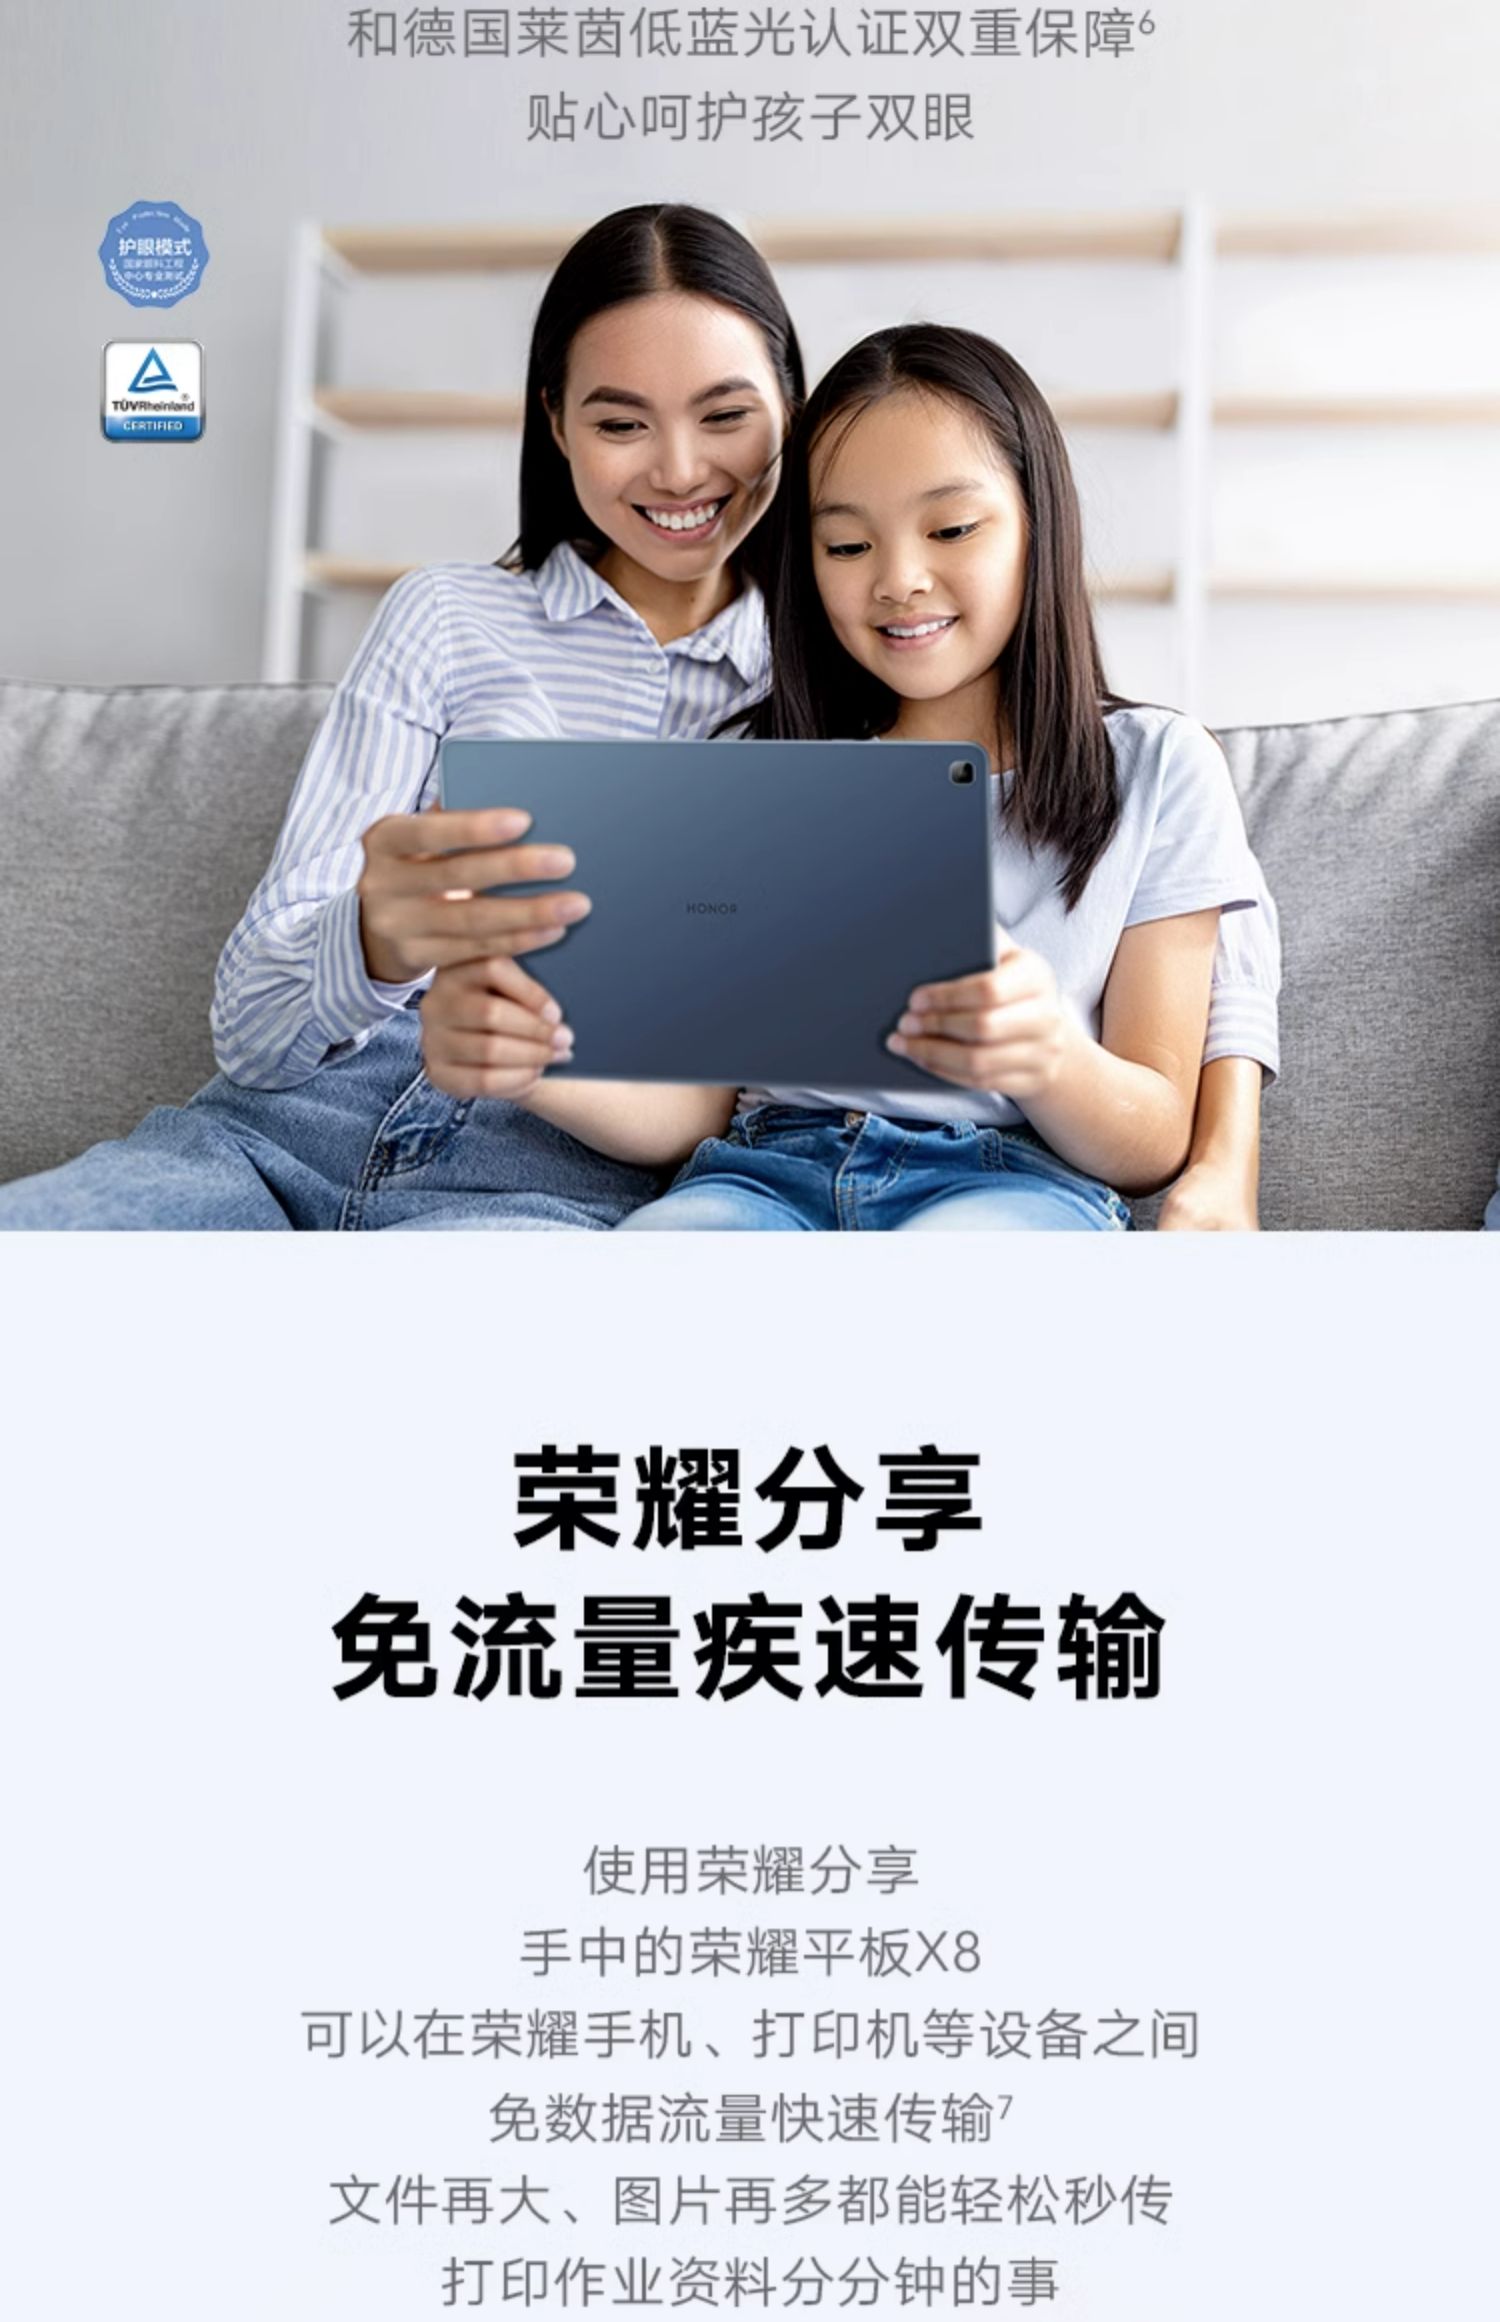 和德国莱茵低蓝光认证双重保障⁶
贴心呵护孩子双眼
护眼模式
国家眼科工程
中心专业测试
TÜVRheinland®
CERTIFIED
HONOR
荣耀分享
免流量疾速传输
使用荣耀分享
手中的荣耀平板X8
可以在荣耀手机、打印机等设备之间
免数据流量快速传输⁷
文件再大、图片再多都能轻松秒传
打印作业资料分分钟的事